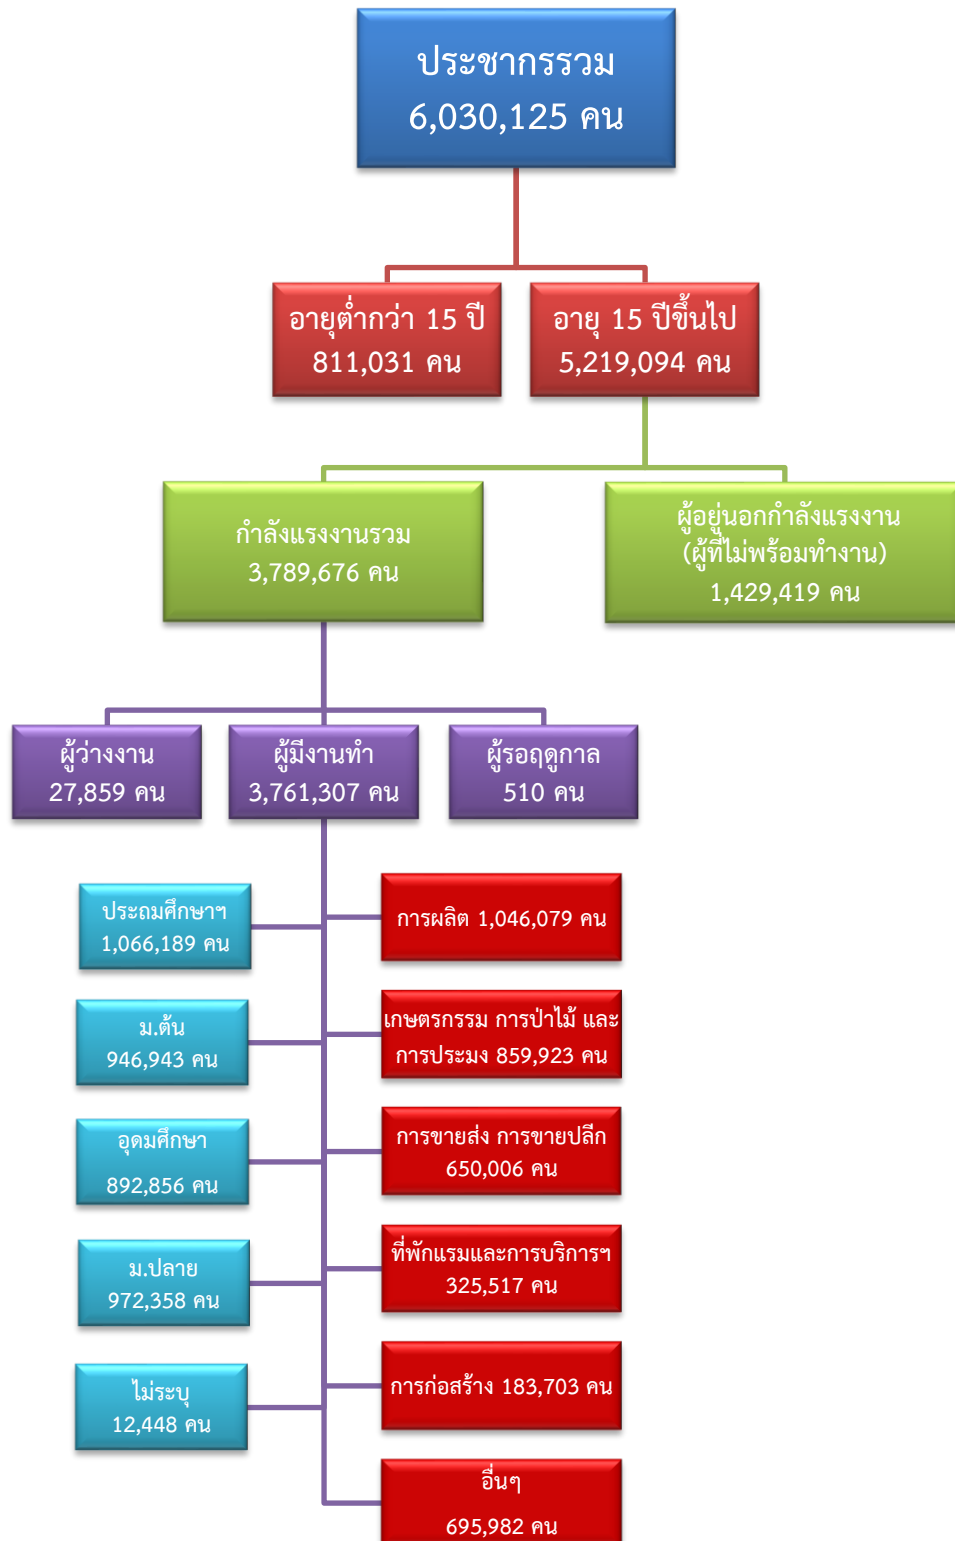 ประชากรรวม
6,030,125 คน
อายุต่ำกว่า 15 ปี
811,031 คน
อายุ 15 ปีขึ้นไป
5,219,094 คน
กำลังแรงงานรวม
3,789,676 คน
ผู้อยู่นอกกำลังแรงงาน
(ผู้ที่ไม่พร้อมทำงาน)
1,429,419 คน
ผู้ว่างงาน
27,859 คน
ผู้มีงานทำ
3,761,307 คน
ผู้รอฤดูกาล
510 คน
ประถมศึกษาฯ
1,066,189 คน
ม.ต้น
946,943 คน
อุดมศึกษา
892,856 คน
ม.ปลาย
972,358 คน
ไม่ระบุ
12,448 คน
การผลิต 1,046,079 คน
เกษตรกรรม การป่าไม้ และ
การประมง 859,923 คน
การขายส่ง การขายปลีก
650,006 คน
ที่พักแรมและการบริการฯ
325,517 คน
การก่อสร้าง 183,703 คน
อื่นๆ
695,982 คน